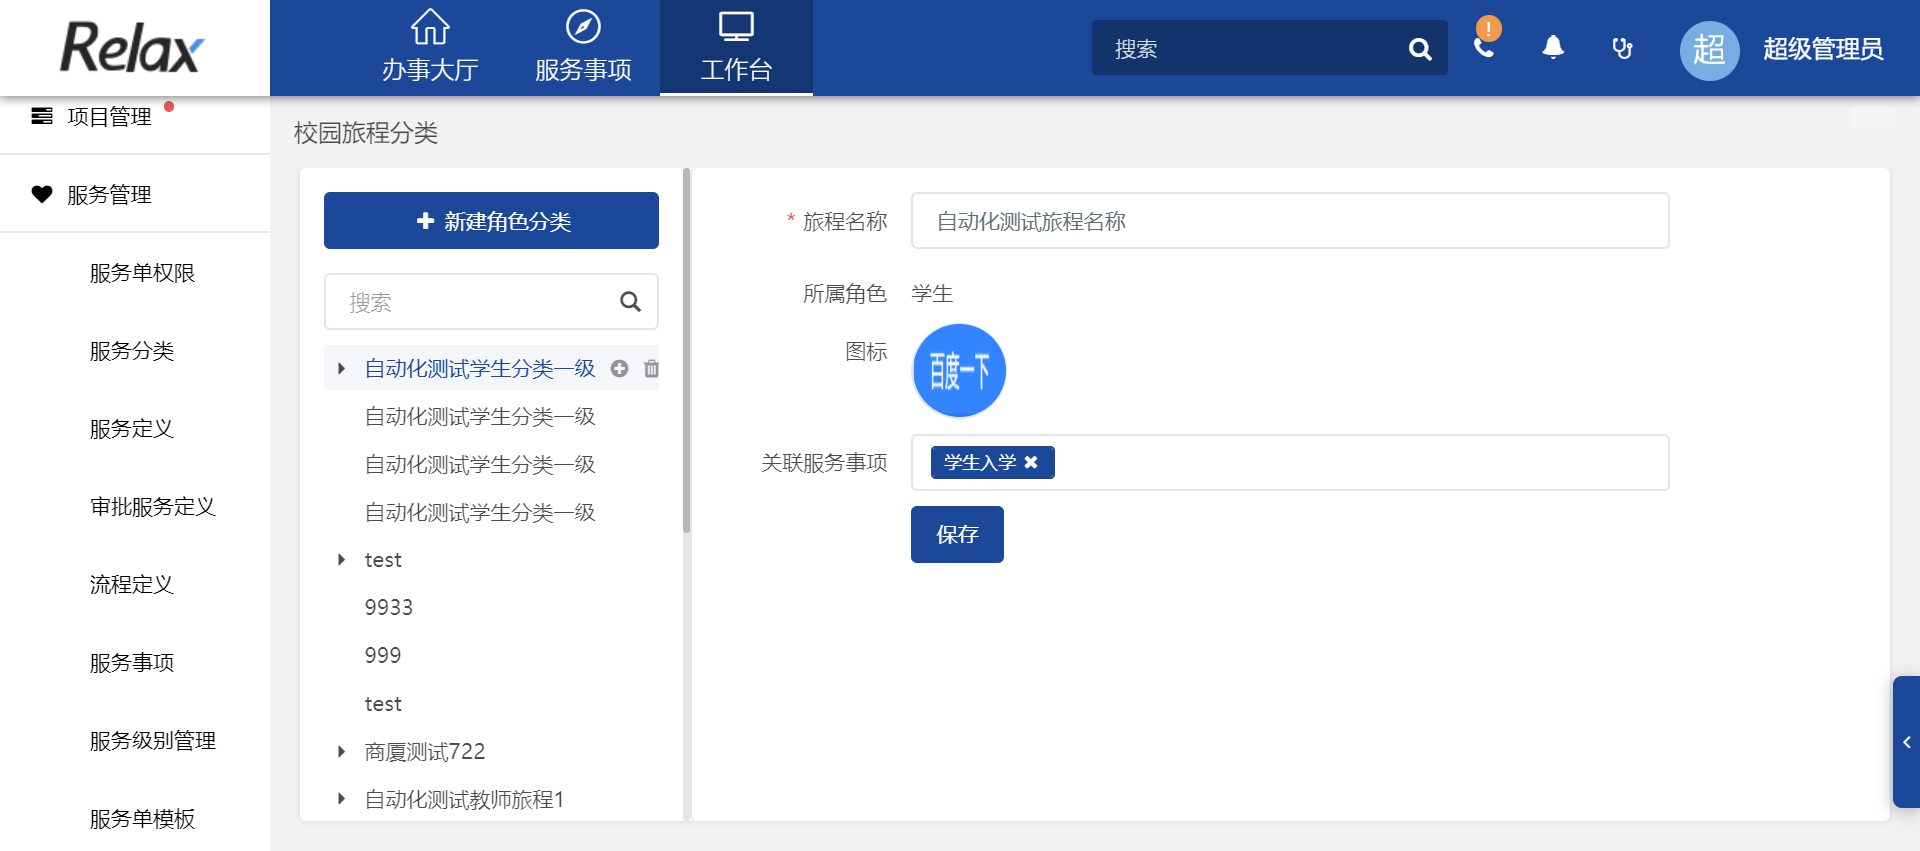 Relax
办事大厅
服务事项
工作台
搜索
!
超
超级管理员
项目管理
服务管理
服务单权限
服务分类
服务定义
审批服务定义
流程定义
服务事项
服务级别管理
服务单模板
校园旅程分类
新建角色分类
搜索
自动化测试学生分类一级
自动化测试学生分类一级
自动化测试学生分类一级
自动化测试学生分类一级
test
9933
999
test
商厦测试722
自动化测试教师旅程1
* 旅程名称
自动化测试旅程名称
所属角色 学生
图标
百度一下
关联服务事项
学生入学
保存